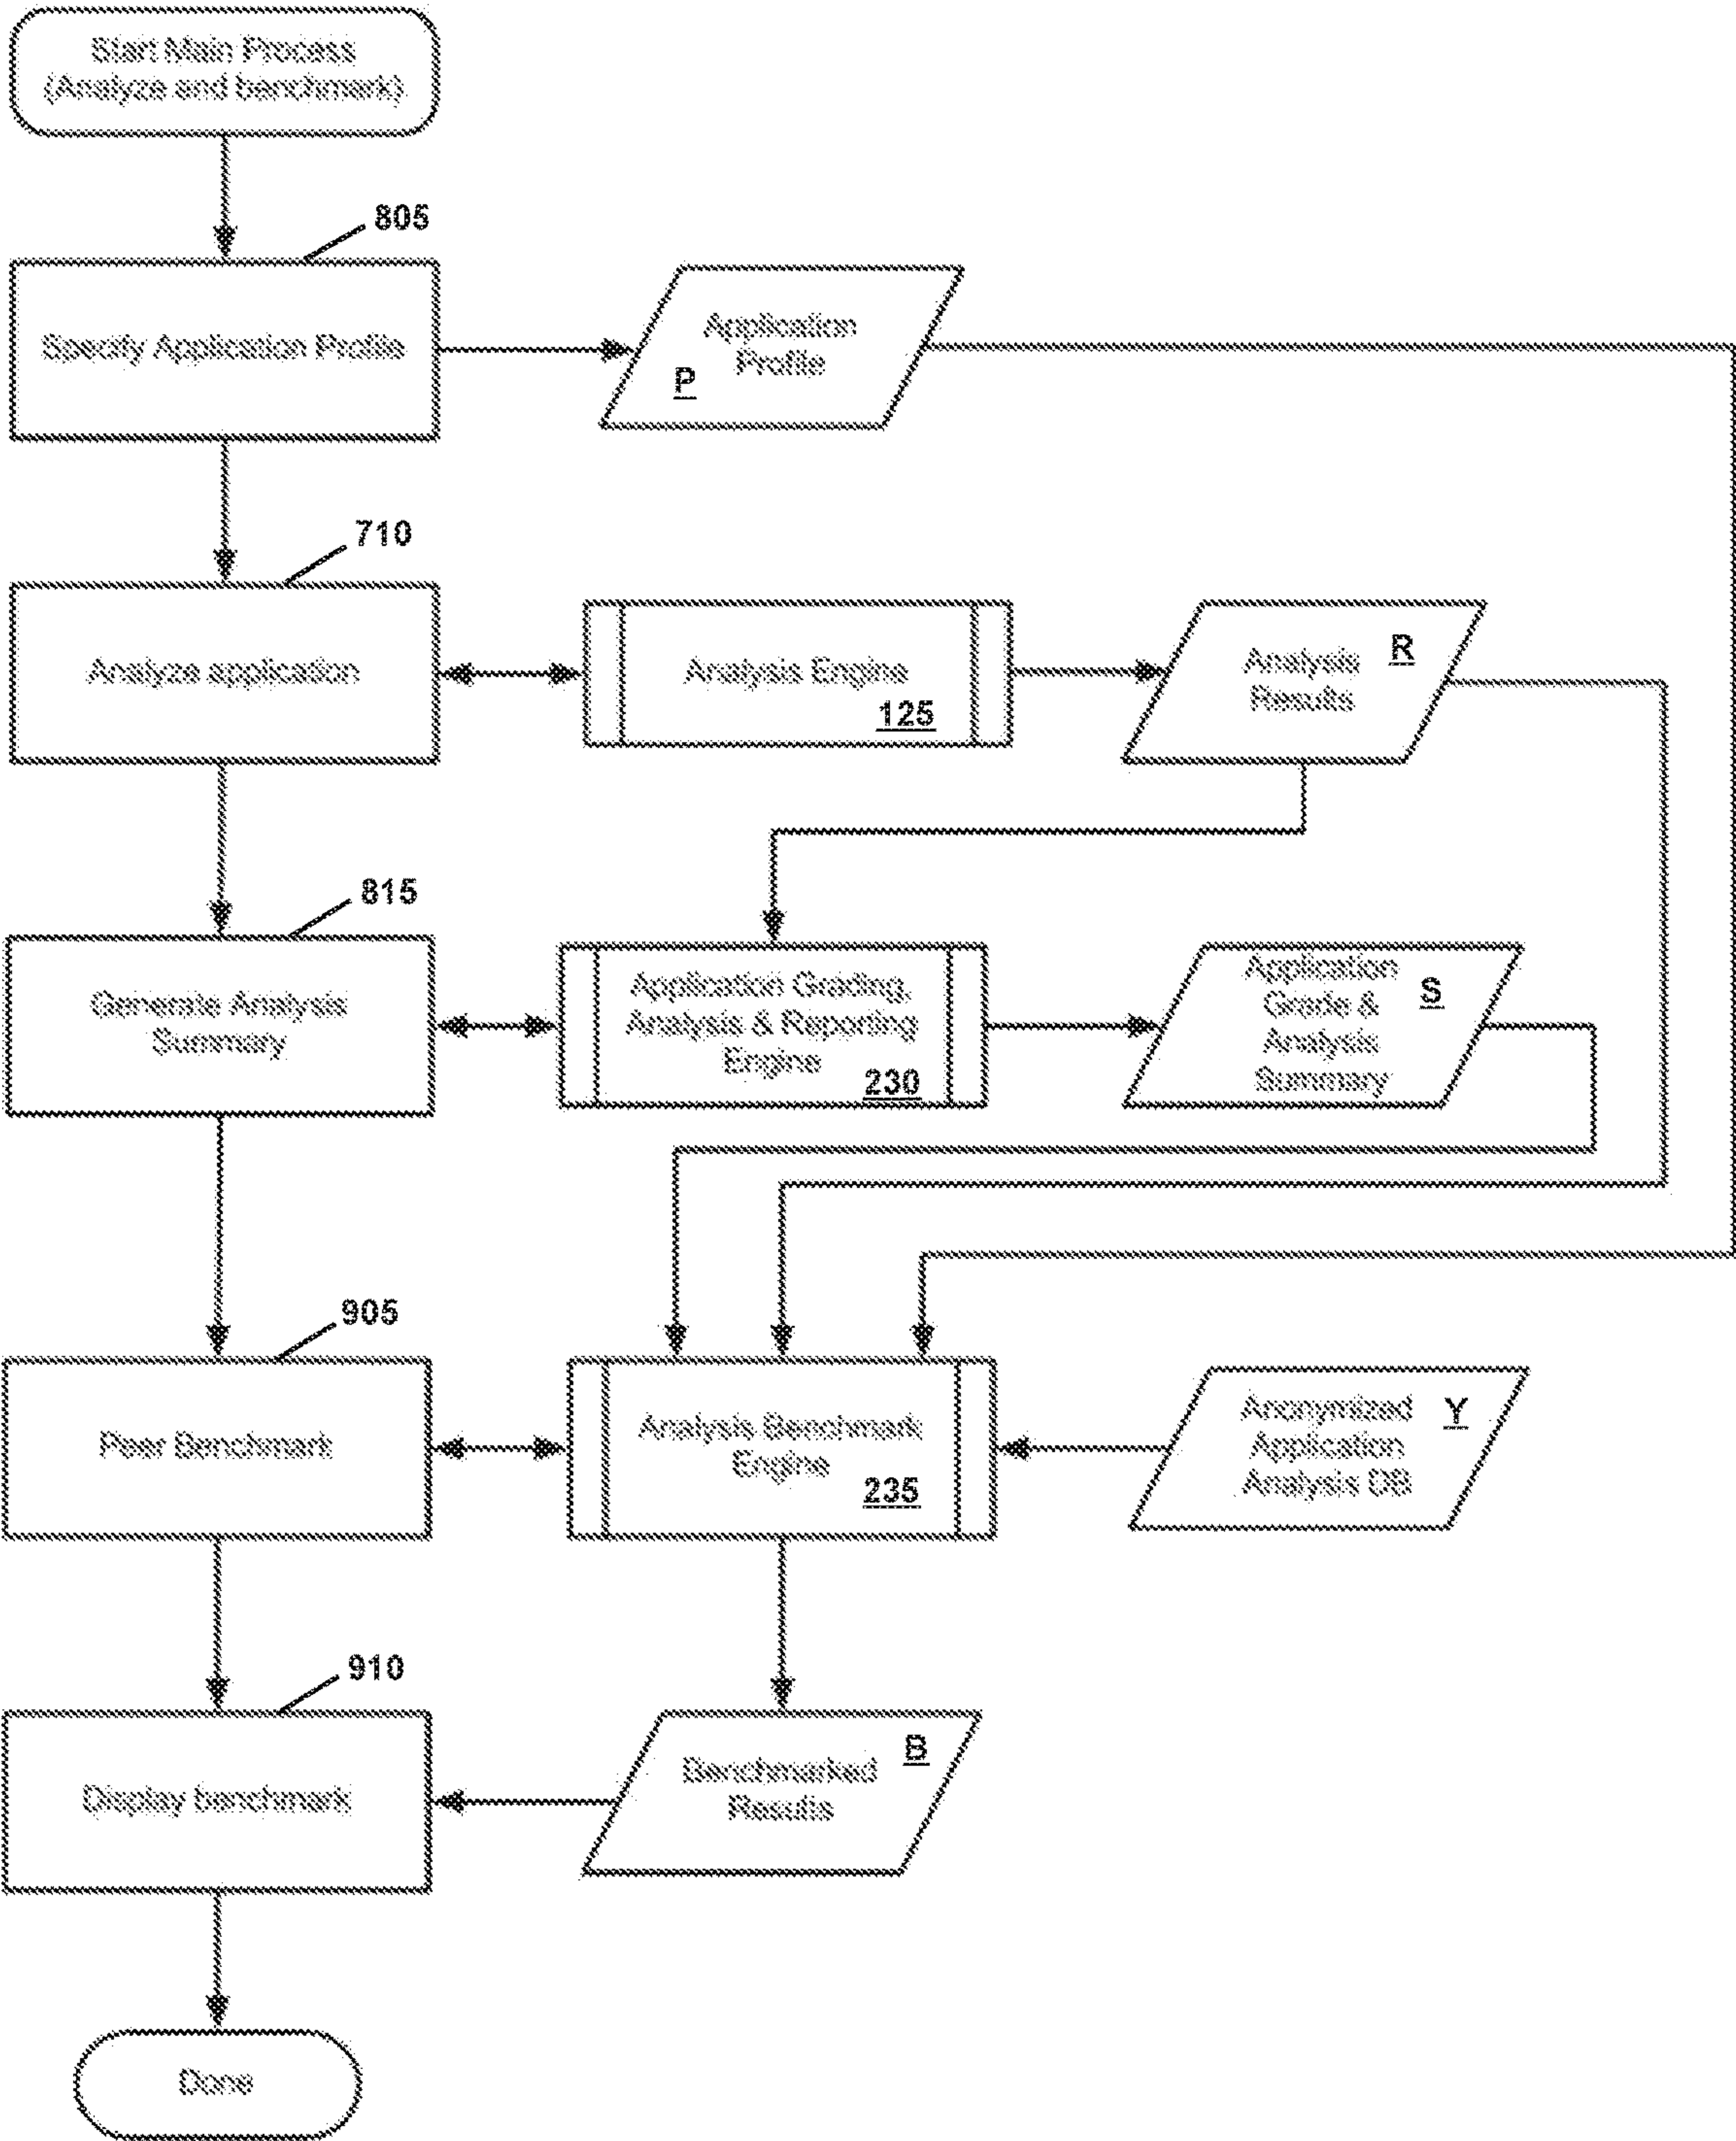 Start Main Process
(Analyze and benchmark)
805
Specify Application Profile
Application
Profile
P
710
Analyze application
Analysis Engine
125
Analysis
Results
R
815
Generate Analysis
Summary
Application Grading,
Analysis & Reporting
Engine
230
Application
Grade &
Analysis
Summary
S
905
Peer Benchmark
Analysis Benchmark
Engine
235
Anonymized
Application
Analysis DB
Y
910
Display benchmark
Benchmarked
Results
B
Done